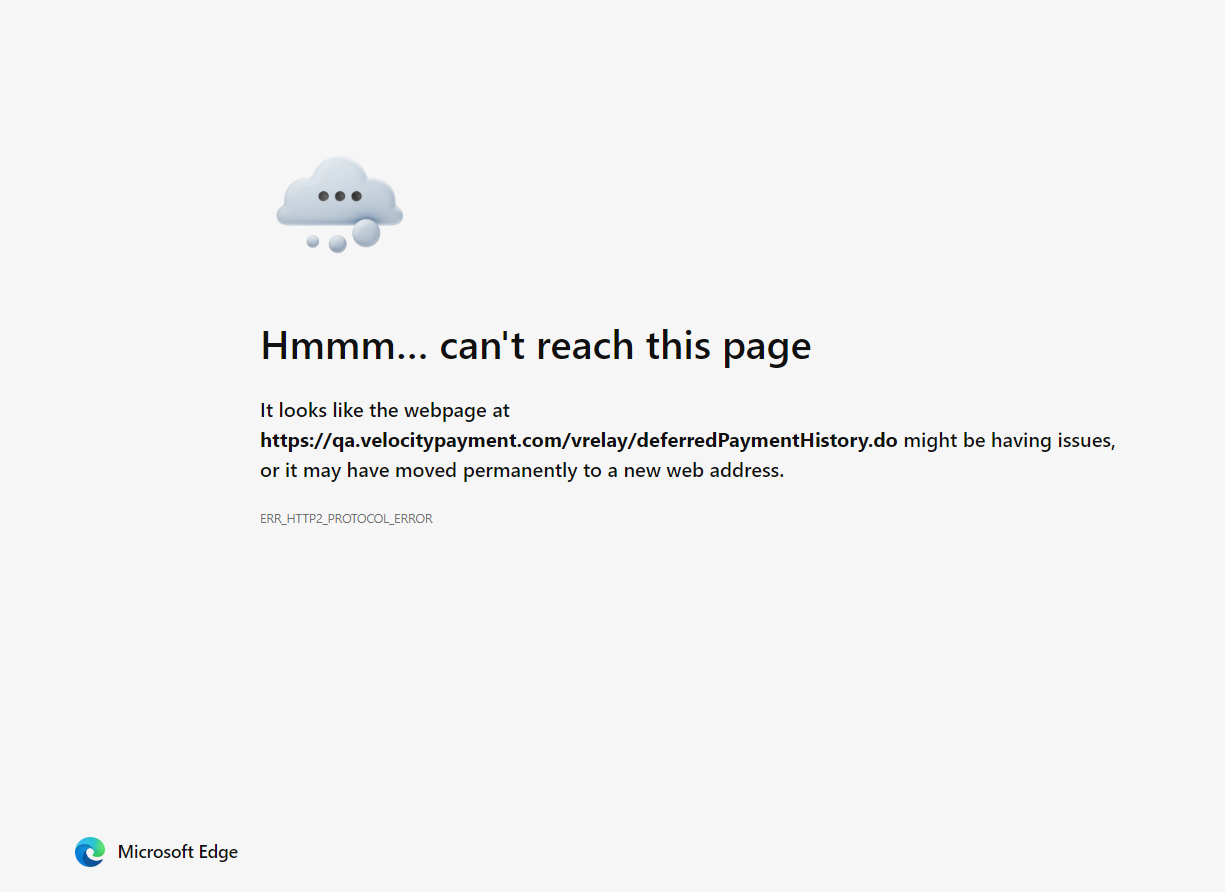 Hmmm... can't reach this page
It looks like the webpage at
https://qa.velocitypayment.com/vrelay/deferredPaymentHistory.do might be having issues,
or it may have moved permanently to a new web address.
ERR_HTTP2_PROTOCOL_ERROR
Microsoft Edge